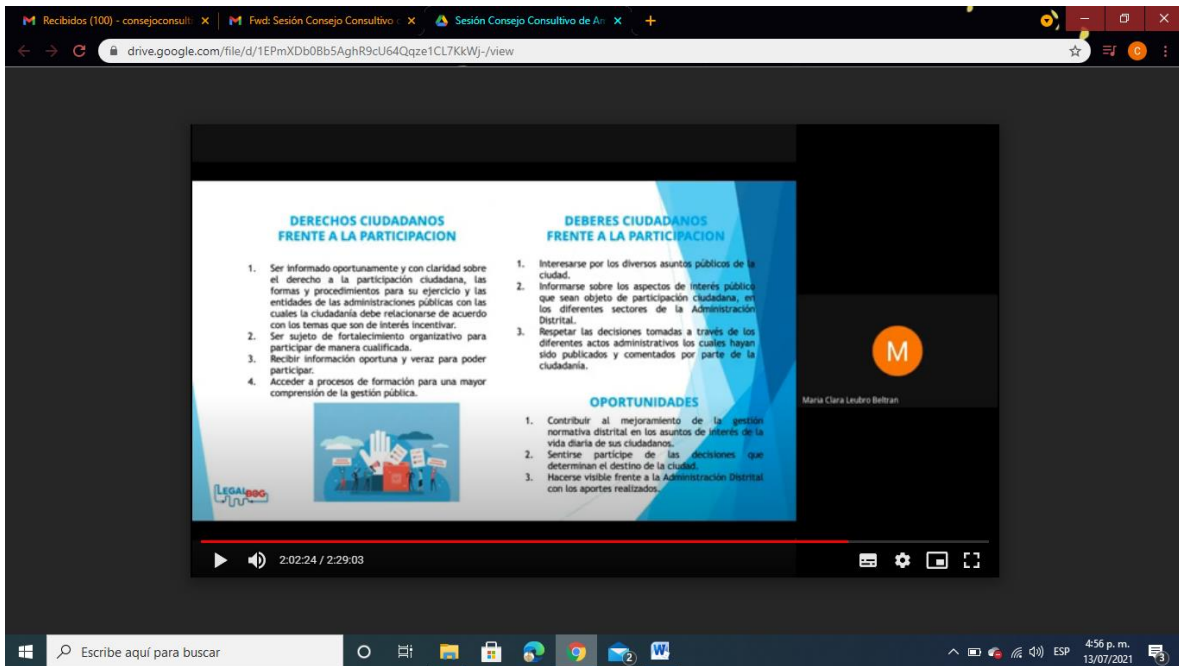 Recibidos (100) - consejoconsult
Fwd: Sesión Consejo Consultivo
Sesión Consejo Consultivo de Am
drive.google.com/file/d/1EPmXDb0Bb5AghR9cU64Qqze1CL7KkWj-/view
C
DERECHOS CIUDADANOS
FRENTE A LA PARTICIPACION
1. Ser informado oportunamente y con claridad sobre
el derecho a la participación ciudadana, las
formas y procedimientos para su ejercicio y las
entidades de las administraciones públicas con las
cuales la ciudadanía debe relacionarse de acuerdo
con los temas que son de interés incentivar.
2. Ser sujeto de fortalecimiento organizativo para
participar de manera cualificada.
3. Recibir información oportuna y veraz para poder
participar.
4. Acceder a procesos de formación para una mayor
comprensión de la gestión pública.
LEGALBOG
DEBERES CIUDADANOS
FRENTE A LA PARTICIPACION
1. Interesarse por los diversos asuntos públicos de la
ciudad.
2. Informarse sobre los aspectos de interés público
que sean objeto de participación ciudadana, en
los diferentes sectores de la Administración
Distrital.
3. Respetar las decisiones tomadas a través de los
diferentes actos administrativos los cuales hayan
sido publicados y comentados por parte de la
ciudadanía.
OPORTUNIDADES
1. Contribuir al mejoramiento de la gestión
normativa distrital en los asuntos de interés de la
vida diaria de sus ciudadanos.
2. Sentirse partícipe de las decisiones que
determinan el destino de la ciudad.
3. Hacerse visible frente a la Administración Distrital
con los aportes realizados.
M
Maria Clara Leubro Beltran
2:02:24 / 2:29:03
Escribe aquí para buscar
2
W
ESP
4:56 p. m.
13/07/2021
3